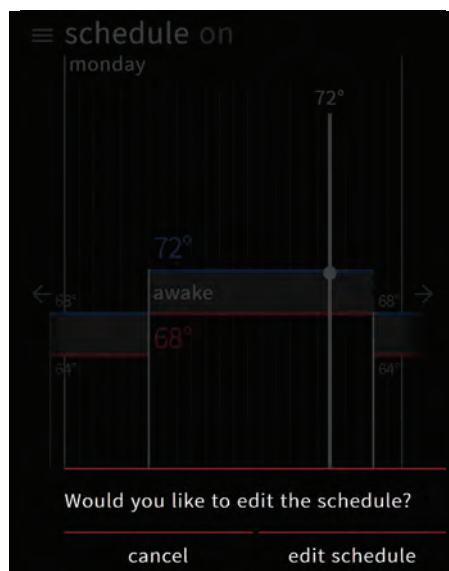 schedule on
monday
72°
72°
awake
68°
68°
68°
64°
64°
Would you like to edit the schedule?
cancel
edit schedule